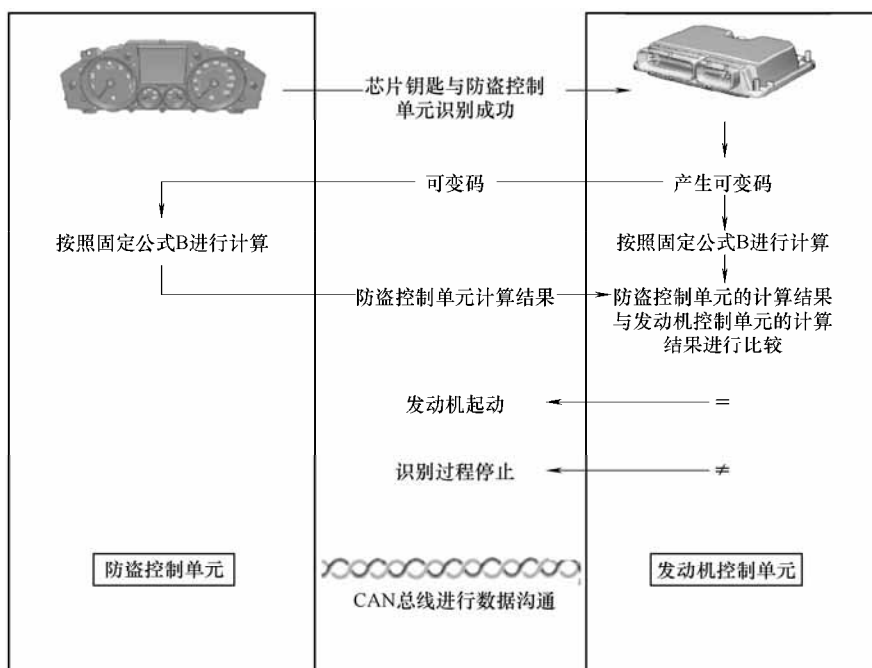 芯片钥匙与防盗控制
单元识别成功
可变码
产生可变码
按照固定公式B进行计算
按照固定公式B进行计算
防盗控制单元计算结果
防盗控制单元的计算结果
与发动机控制单元的计算
结果进行比较
发动机起动
=
识别过程停止
≠
防盗控制单元
发动机控制单元
CAN总线进行数据沟通